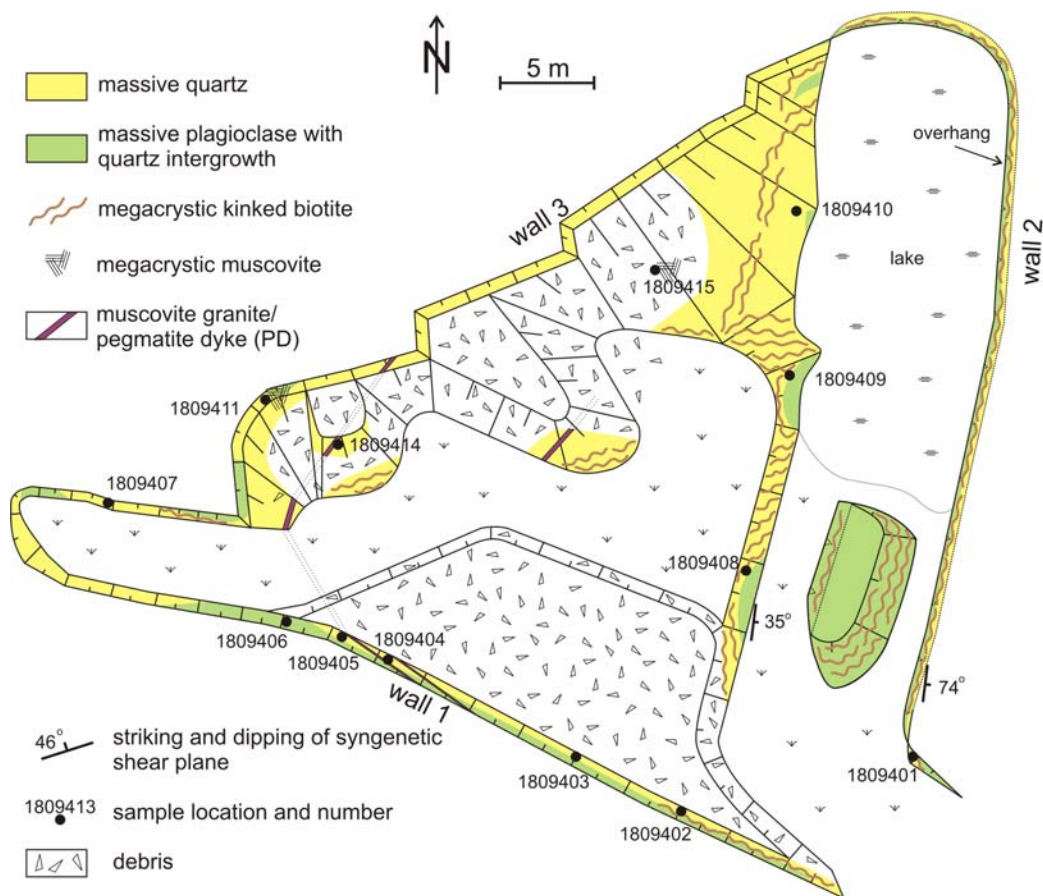 N
5 m
massive quartz
massive plagioclase with
quartz intergrowth
megacrystic kinked biotite
megacrystic muscovite
muscovite granite/
pegmatite dyke (PD)
overhang
wall 3
wall 2
1809410
lake
1809415
1809409
1809411
1809414
1809407
1809408
35°
1809406
1809405
1809404
wall 1
74°
1809401
1809403
1809402
46°
striking and dipping of syngenetic
shear plane
1809413
sample location and number
debris